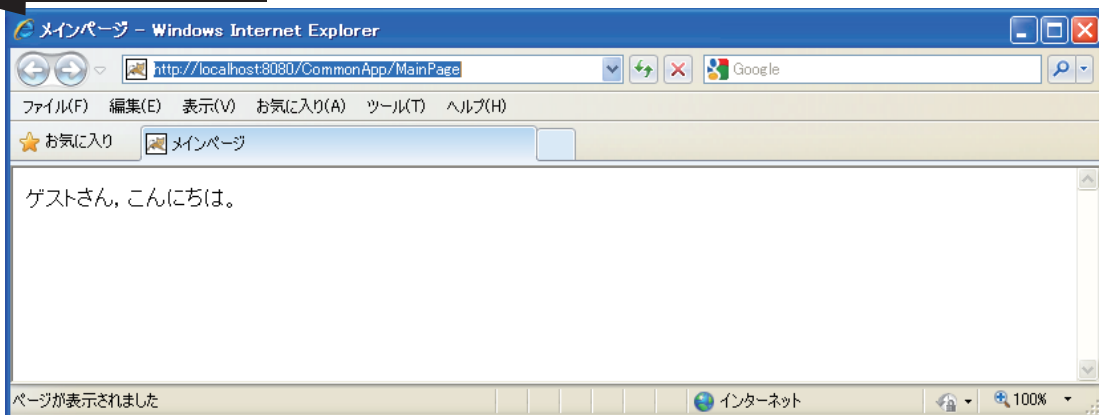 メインページ - Windows Internet Explorer
http://localhost:8080/CommonApp/MainPage
Google
ファイル(F) 編集(E) 表示(V) お気に入り(A) ツール(T) ヘルプ(H)
お気に入り メインページ
ゲストさん, こんにちは。
ページが表示されました インターネット 100%